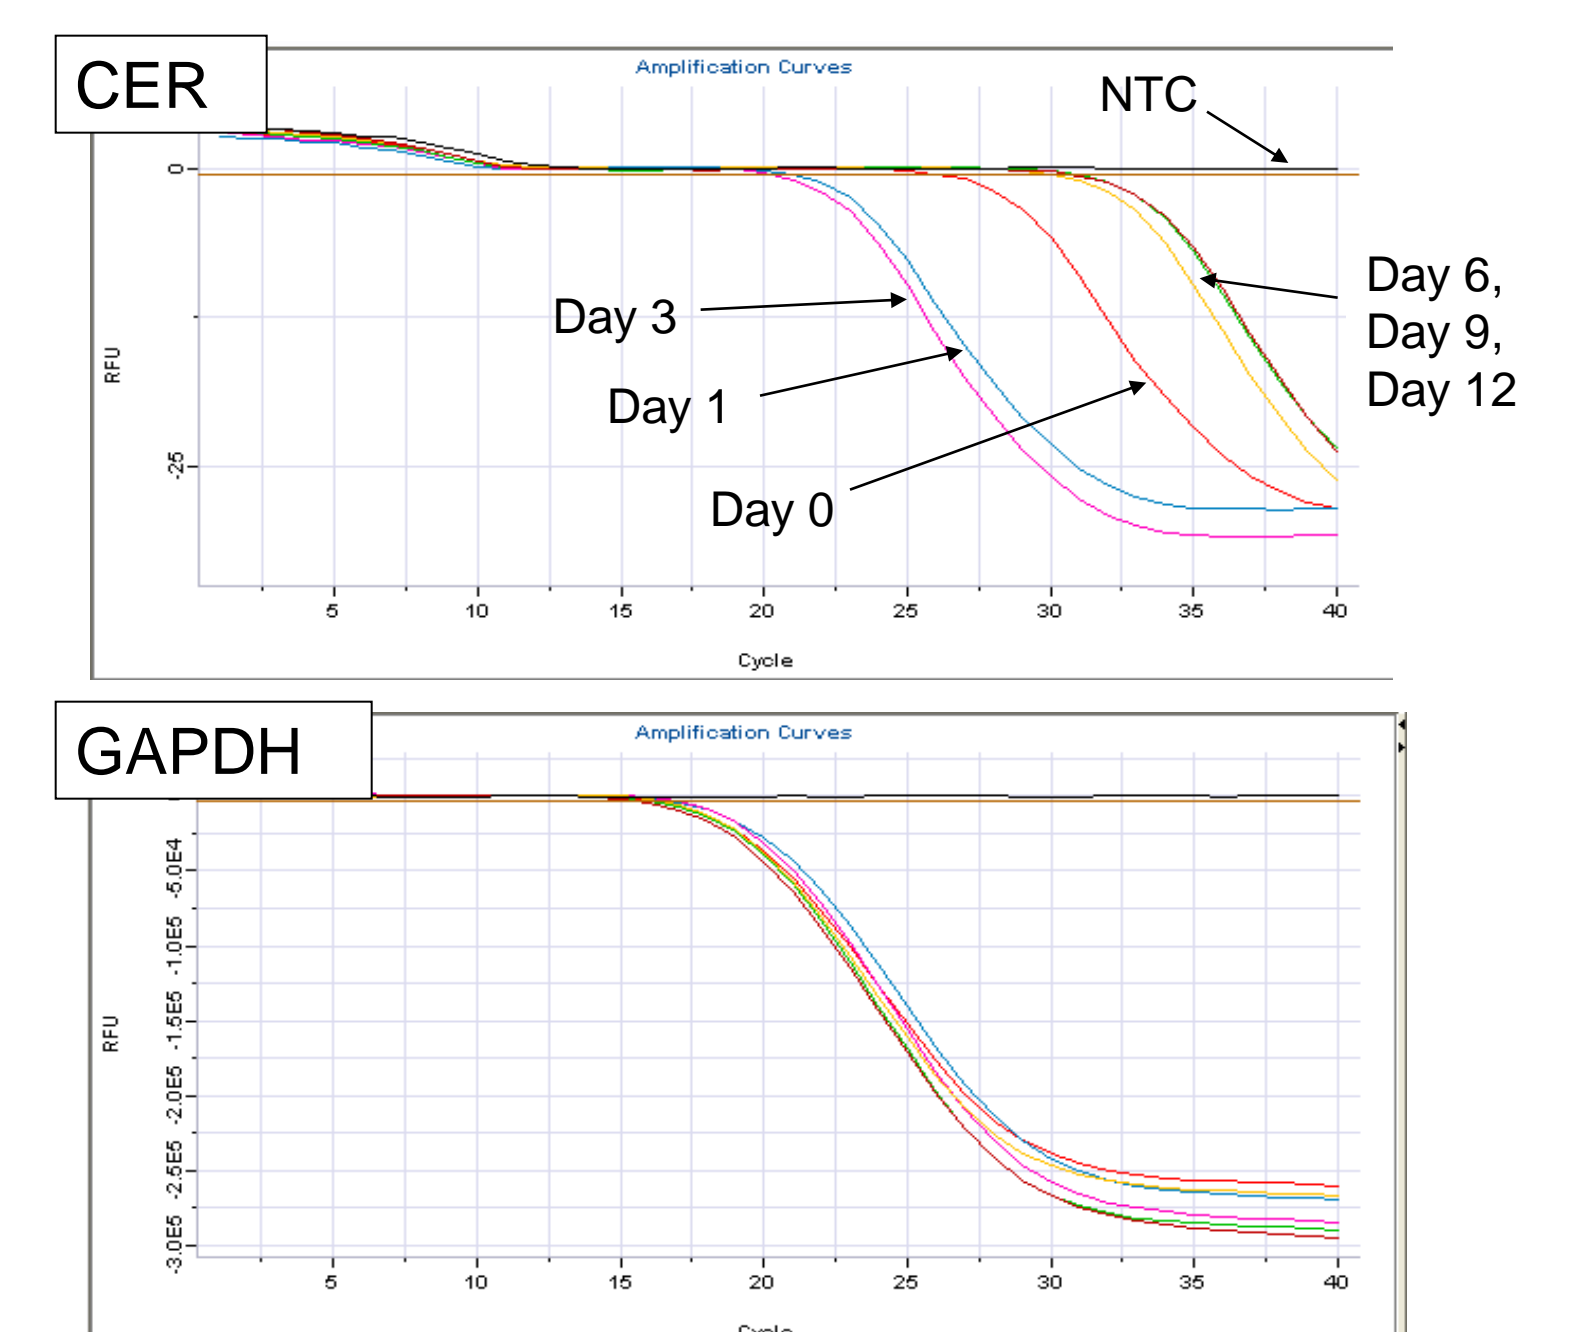 CER
Amplification Curves
NTC
0
Day 3
Day 6,
Day 9,
Day 12
RFU
Day 1
-25
Day 0
5 10 15 20 25 30 35 40
Cycle
GAPDH
Amplification Curves
-5.0E4
-1.0E5
-1.5E5
RFU
-2.0E5
-2.5E5
-3.0E5
5 10 15 20 25 30 35 40
Cycle